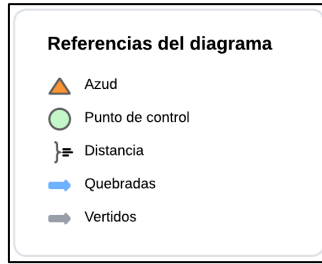 Referencias del diagrama
Azud
Punto de control
Distancia
Quebradas
Vertidos